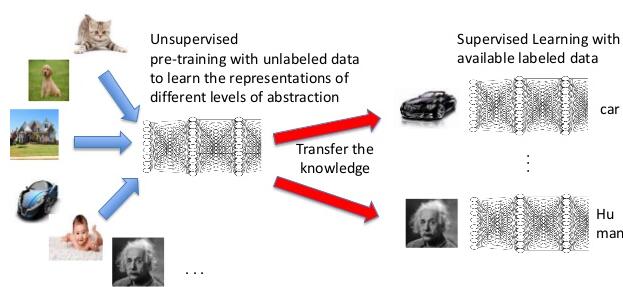 Unsupervised
pre-training with unlabeled data
to learn the representations of
different levels of abstraction
Supervised Learning with
available labeled data
Transfer the
knowledge
car
Hu
man
. . .